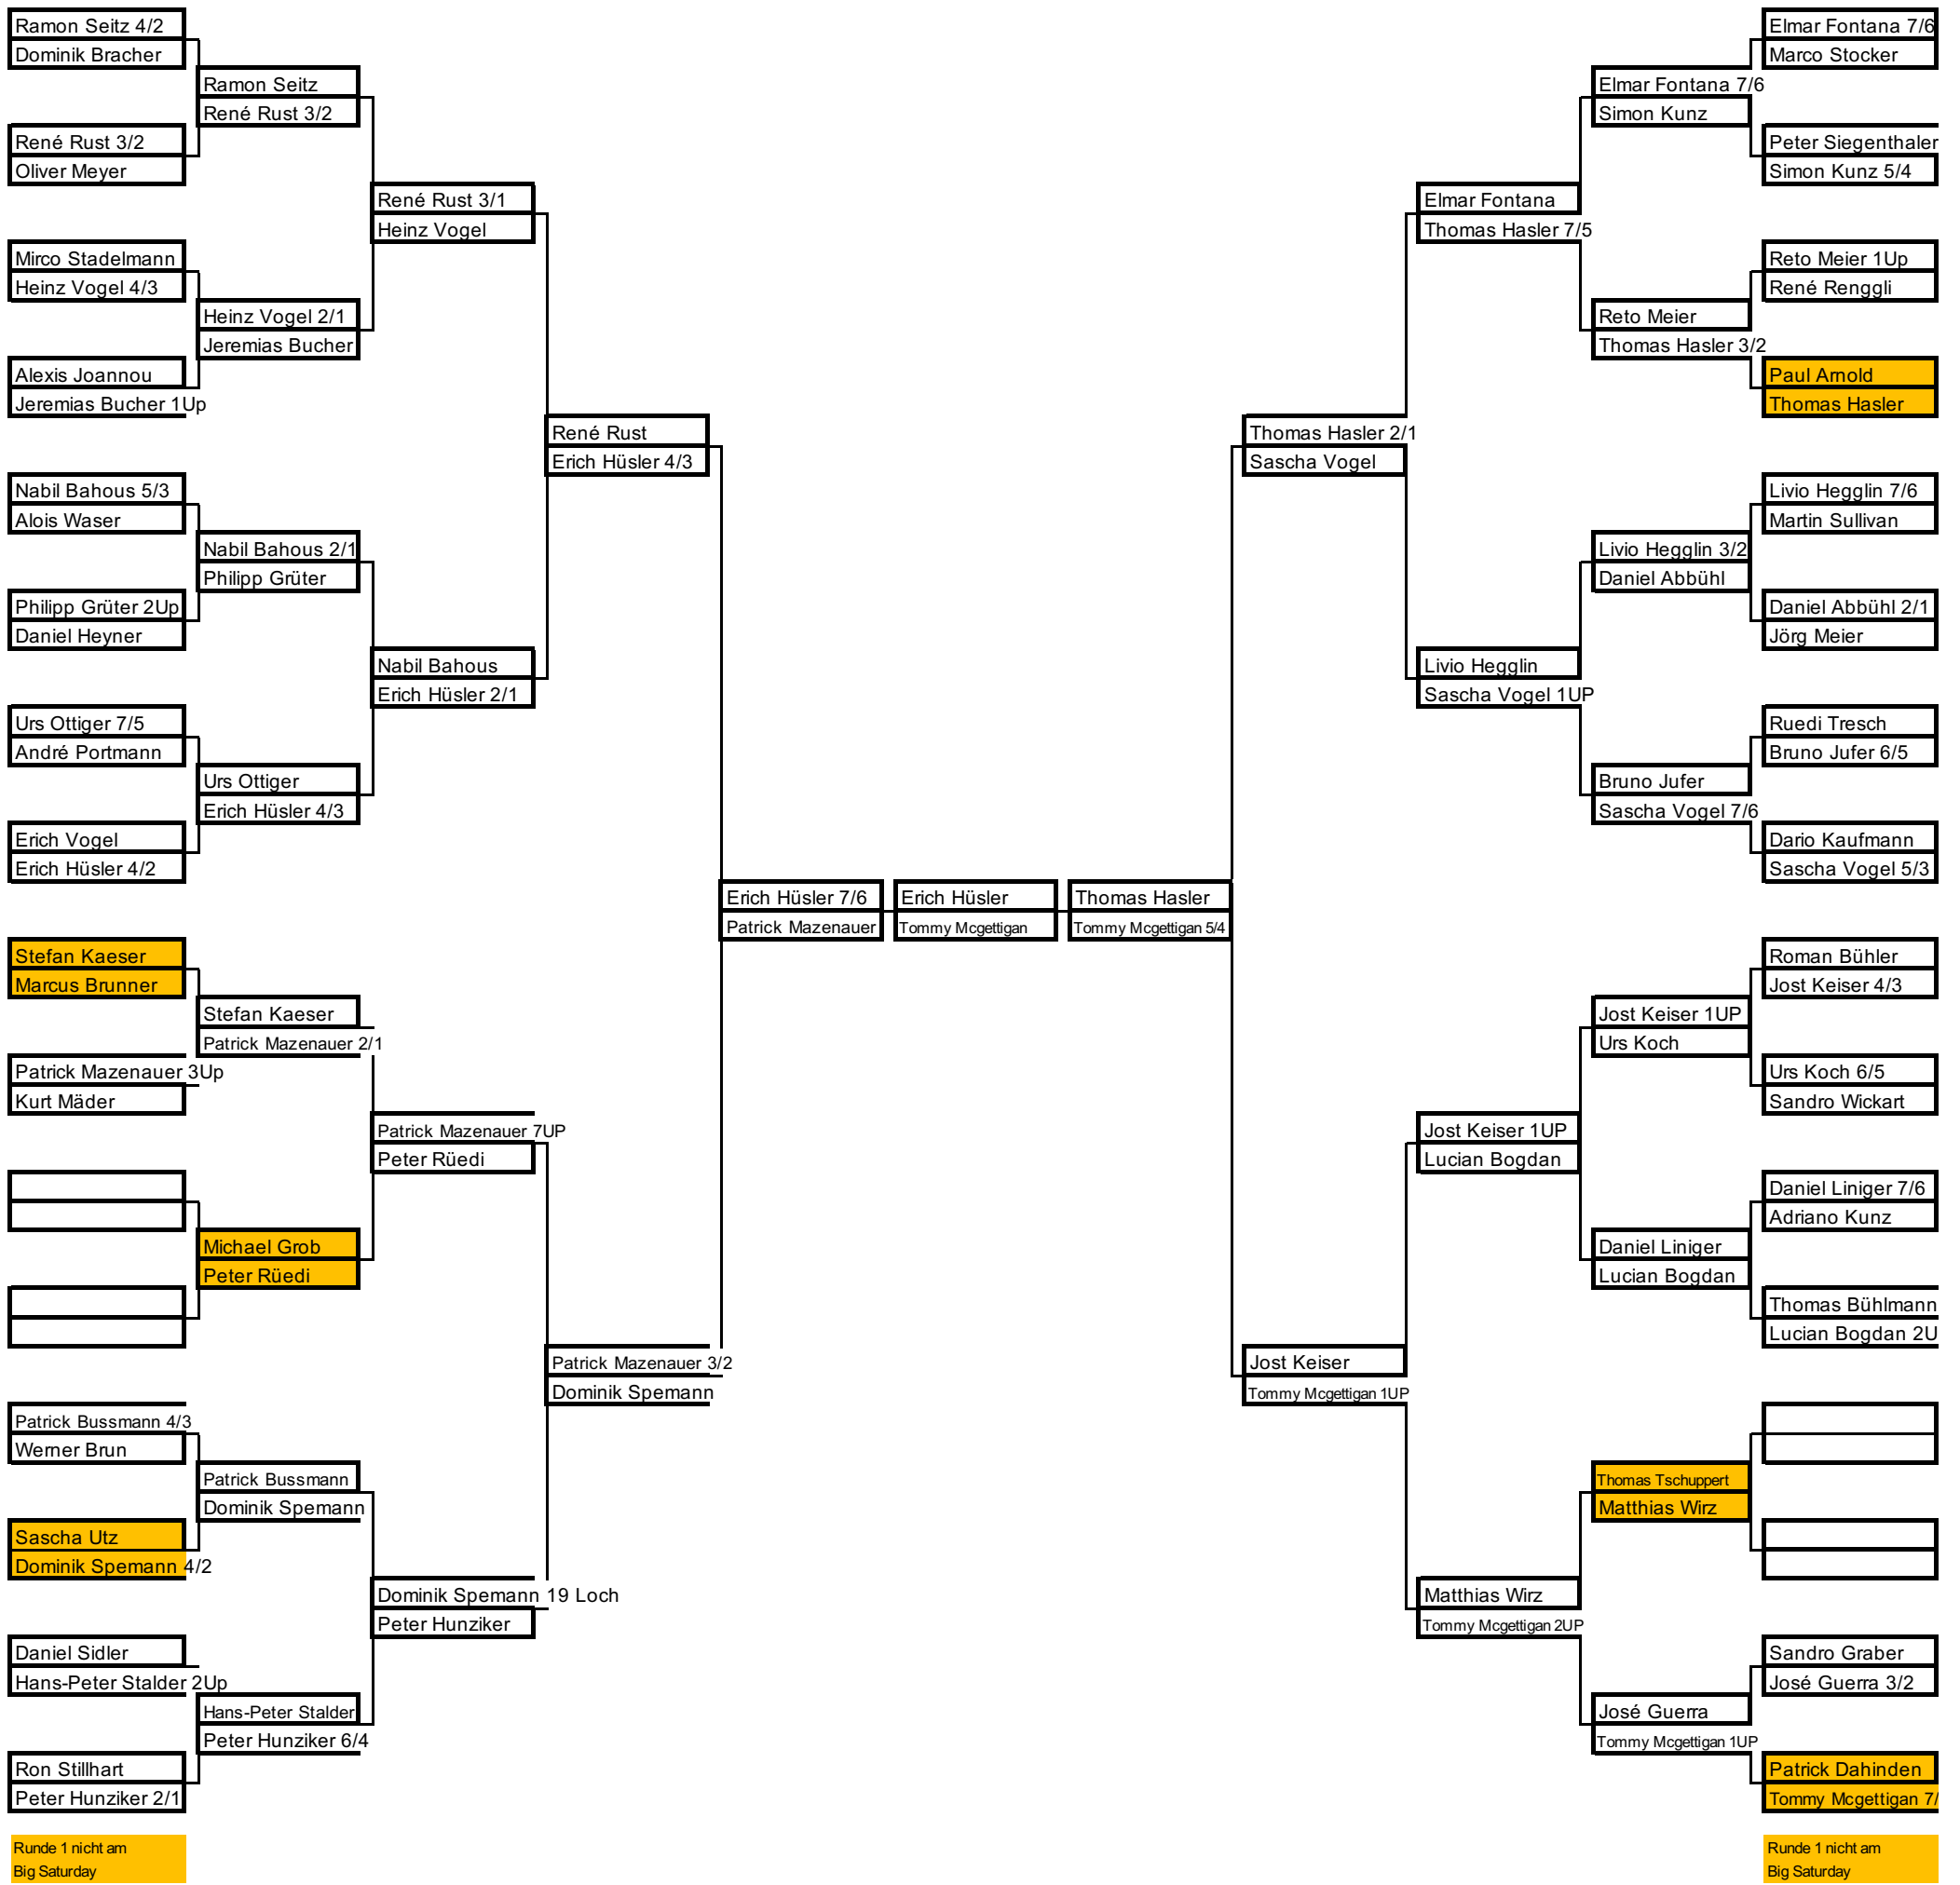 Ramon Seitz 4/2
Dominik Bracher
René Rust 3/2
Oliver Meyer
Mirco Stadelmann
Heinz Vogel 4/3
Alexis Joannou
Jeremias Bucher 1Up
Nabil Bahous 5/3
Alois Waser
Philipp Grüter 2Up
Daniel Heyner
Urs Ottiger 7/5
André Portmann
Erich Vogel
Erich Hüsler 4/2
Stefan Kaeser
Marcus Brunner
Patrick Mazenauer 3Up
Kurt Mäder
Patrick Bussmann 4/3
Werner Brun
Sascha Utz
Dominik Spemann 4/2
Daniel Sidler
Hans-Peter Stalder 2Up
Ron Stillhart
Peter Hunziker 2/1
Runde 1 nicht am
Big Saturday
Ramon Seitz
René Rust 3/2
Heinz Vogel 2/1
Jeremias Bucher
Nabil Bahous 2/1
Philipp Grüter
Urs Ottiger
Erich Hüsler 4/3
Stefan Kaeser
Patrick Mazenauer 2/1
Michael Grob
Peter Rüedi
Patrick Bussmann
Dominik Spemann
Hans-Peter Stalder
Peter Hunziker 6/4
René Rust 3/1
Heinz Vogel
Nabil Bahous
Erich Hüsler 2/1
Patrick Mazenauer 7UP
Peter Rüedi
Dominik Spemann 19 Loch
Peter Hunziker
René Rust
Erich Hüsler 4/3
Patrick Mazenauer 3/2
Dominik Spemann
Erich Hüsler 7/6
Patrick Mazenauer
Erich Hüsler
Tommy Mcgettigan
Thomas Hasler
Tommy Mcgettigan 5/4
Thomas Hasler 2/1
Sascha Vogel
Jost Keiser
Tommy Mcgettigan 1UP
Elmar Fontana
Thomas Hasler 7/5
Livio Hegglin
Sascha Vogel 1UP
Jost Keiser 1UP
Lucian Bogdan
Matthias Wirz
Tommy Mcgettigan 2UP
Elmar Fontana 7/6
Simon Kunz
Reto Meier
Thomas Hasler 3/2
Livio Hegglin 3/2
Daniel Abbühl
Bruno Jufer
Sascha Vogel 7/6
Jost Keiser 1UP
Urs Koch
Daniel Liniger
Lucian Bogdan
Thomas Tschuppert
Matthias Wirz
José Guerra
Tommy Mcgettigan 1UP
Elmar Fontana 7/6
Marco Stocker
Peter Siegenthaler
Simon Kunz 5/4
Reto Meier 1Up
René Renggli
Paul Arnold
Thomas Hasler
Livio Hegglin 7/6
Martin Sullivan
Daniel Abbühl 2/1
Jörg Meier
Ruedi Tresch
Bruno Jufer 6/5
Dario Kaufmann
Sascha Vogel 5/3
Roman Bühler
Jost Keiser 4/3
Urs Koch 6/5
Sandro Wickart
Daniel Liniger 7/6
Adriano Kunz
Thomas Bühlmann
Lucian Bogdan 2U
Sandro Graber
José Guerra 3/2
Patrick Dahinden
Tommy Mcgettigan 7/
Runde 1 nicht am
Big Saturday